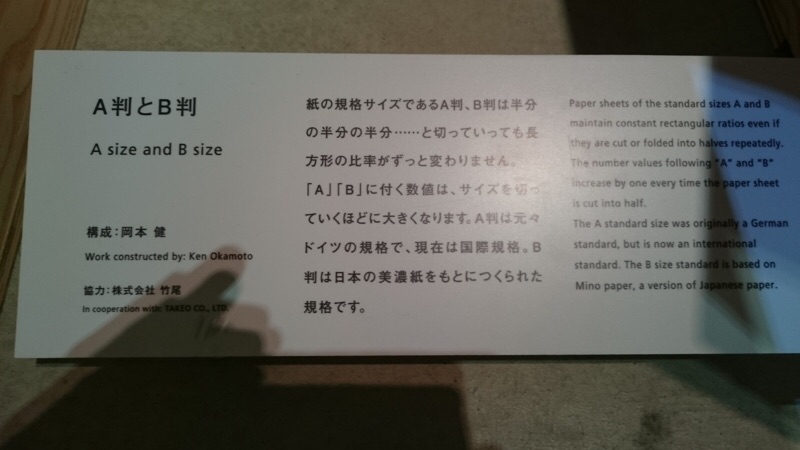 A判とB判
A size and B size
構成：岡本 健
Work constructed by: Ken Okamoto
協力：株式会社 竹尾
In cooperation with: TAKEO CO., LTD.
紙の規格サイズであるA判、B判は半分
の半分の半分……と切っていっても長
方形の比率がずっと変わりません。
「A」「B」に付く数値は、サイズを切っ
ていくほどに大きくなります。A判は元々
ドイツの規格で、現在は国際規格。B
判は日本の美濃紙をもとにつくられた
規格です。
Paper sheets of the standard sizes A and B
maintain constant rectangular ratios even if
they are cut or folded into halves repeatedly.
The number values following “A” and “B”
increase by one every time the paper sheet
is cut into half.
The A standard size was originally a German
standard, but is now an international
standard. The B size standard is based on
Mino paper, a version of Japanese paper.